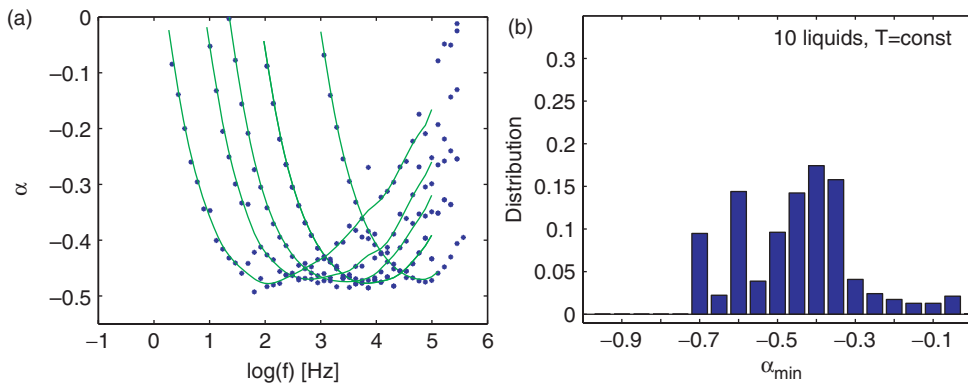 (a)
0
−0.1
−0.2
−0.3
−0.4
−0.5
α
−1 0 1 2 3 4 5 6
log(f) [Hz]
(b)
10 liquids, T=const
0.3
0.25
0.2
0.15
0.10
0.05
0
Distribution
−0.9 −0.7 −0.5 −0.3 −0.1
αmin